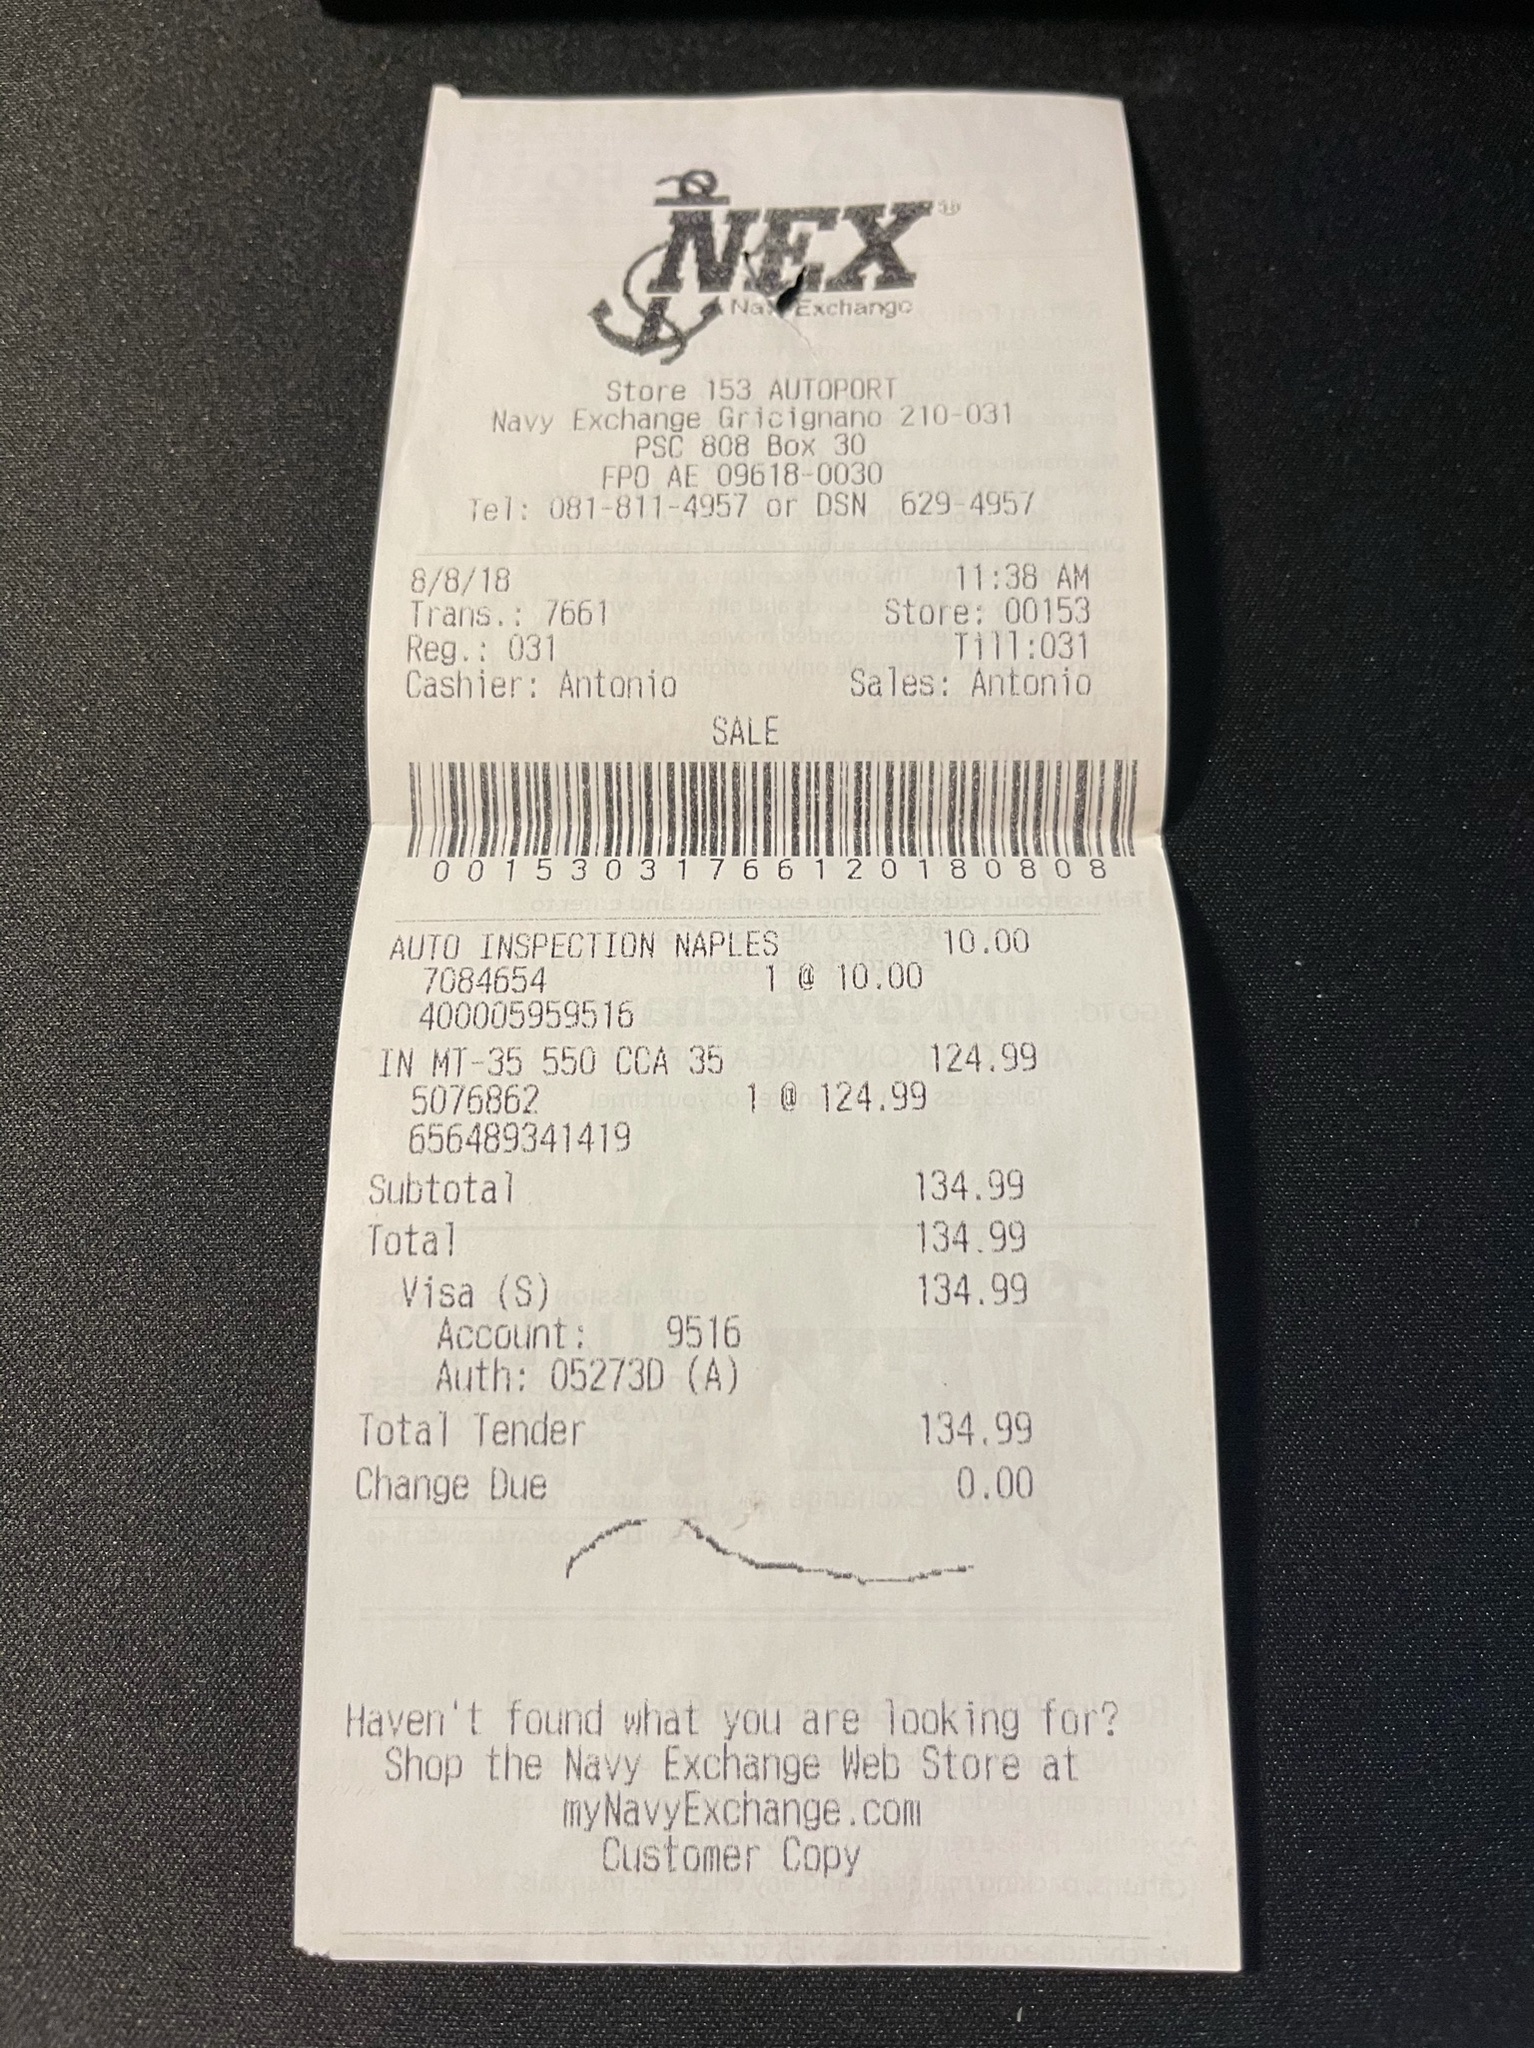 NEX®
Navy Exchange
Store 153 AUTOPORT
Navy Exchange Gricignano 210-031
PSC 808 Box 30
FPO AE 09618-0030
Tel: 081-811-4957 or DSN 629-4957
8/8/18 11:38 AM
Trans.: 7661 Store: 00153
Reg.: 031 Till:031
Cashier: Antonio Sales: Antonio
SALE
00153031766120180808
AUTO INSPECTION NAPLES 10.00
7084654 1 @ 10.00
400005959516
IN MT-35 550 CCA 35 124.99
5076862 1 @ 124.99
656489341419
Subtotal 134.99
Total 134.99
Visa (S) 134.99
Account: 9516
Auth: 05273D (A)
Total Tender 134.99
Change Due 0.00
Haven't found what you are looking for?
Shop the Navy Exchange Web Store at
myNavyExchange.com
Customer Copy